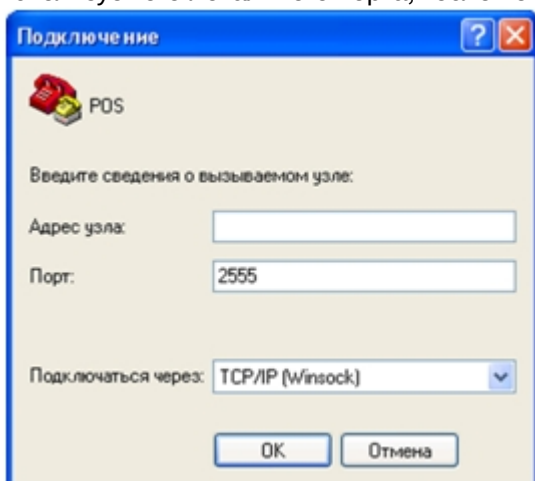 Подключение
POS
Введите сведения о вызываемом узле:
Адрес узла:
Порт: 2555
Подключаться через: TCP/IP (Winsock)
OK Отмена